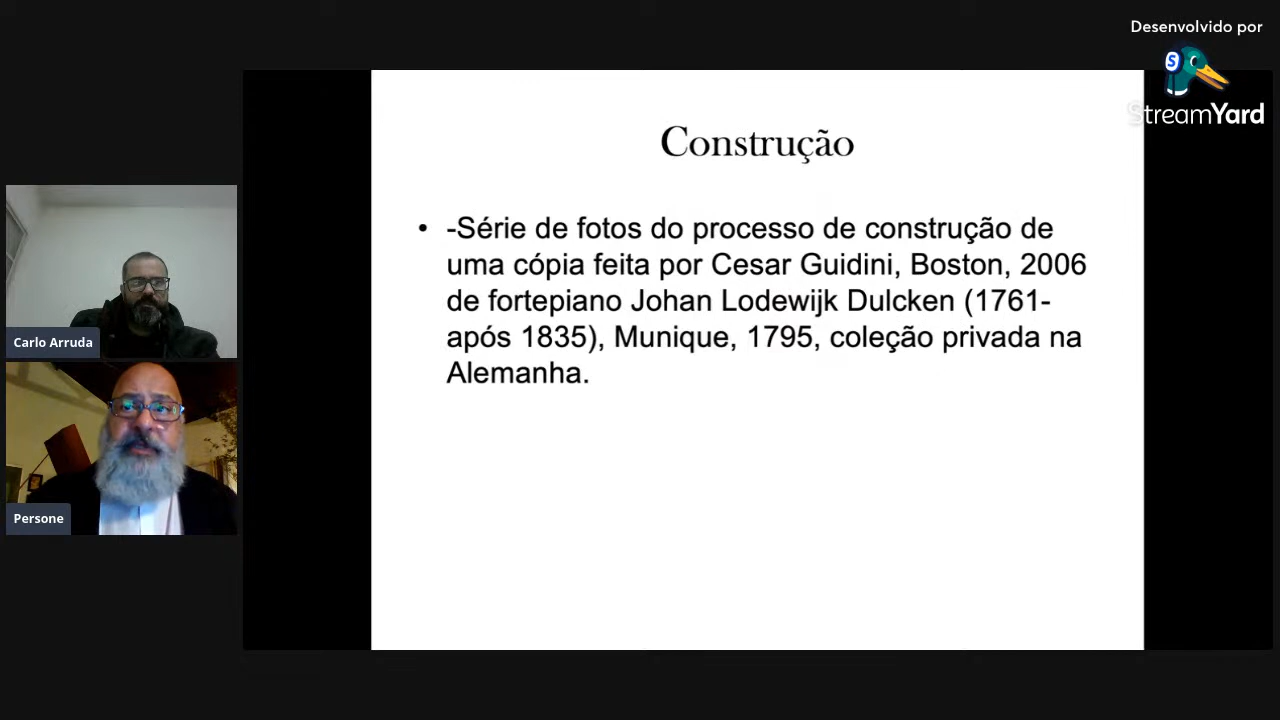 Desenvolvido por
StreamYard
Construção
• -Série de fotos do processo de construção de
uma cópia feita por Cesar Guidini, Boston, 2006
de fortepiano Johan Lodewijk Dulcken (1761-
após 1835), Munique, 1795, coleção privada na
Alemanha.
Carlo Arruda
Persone